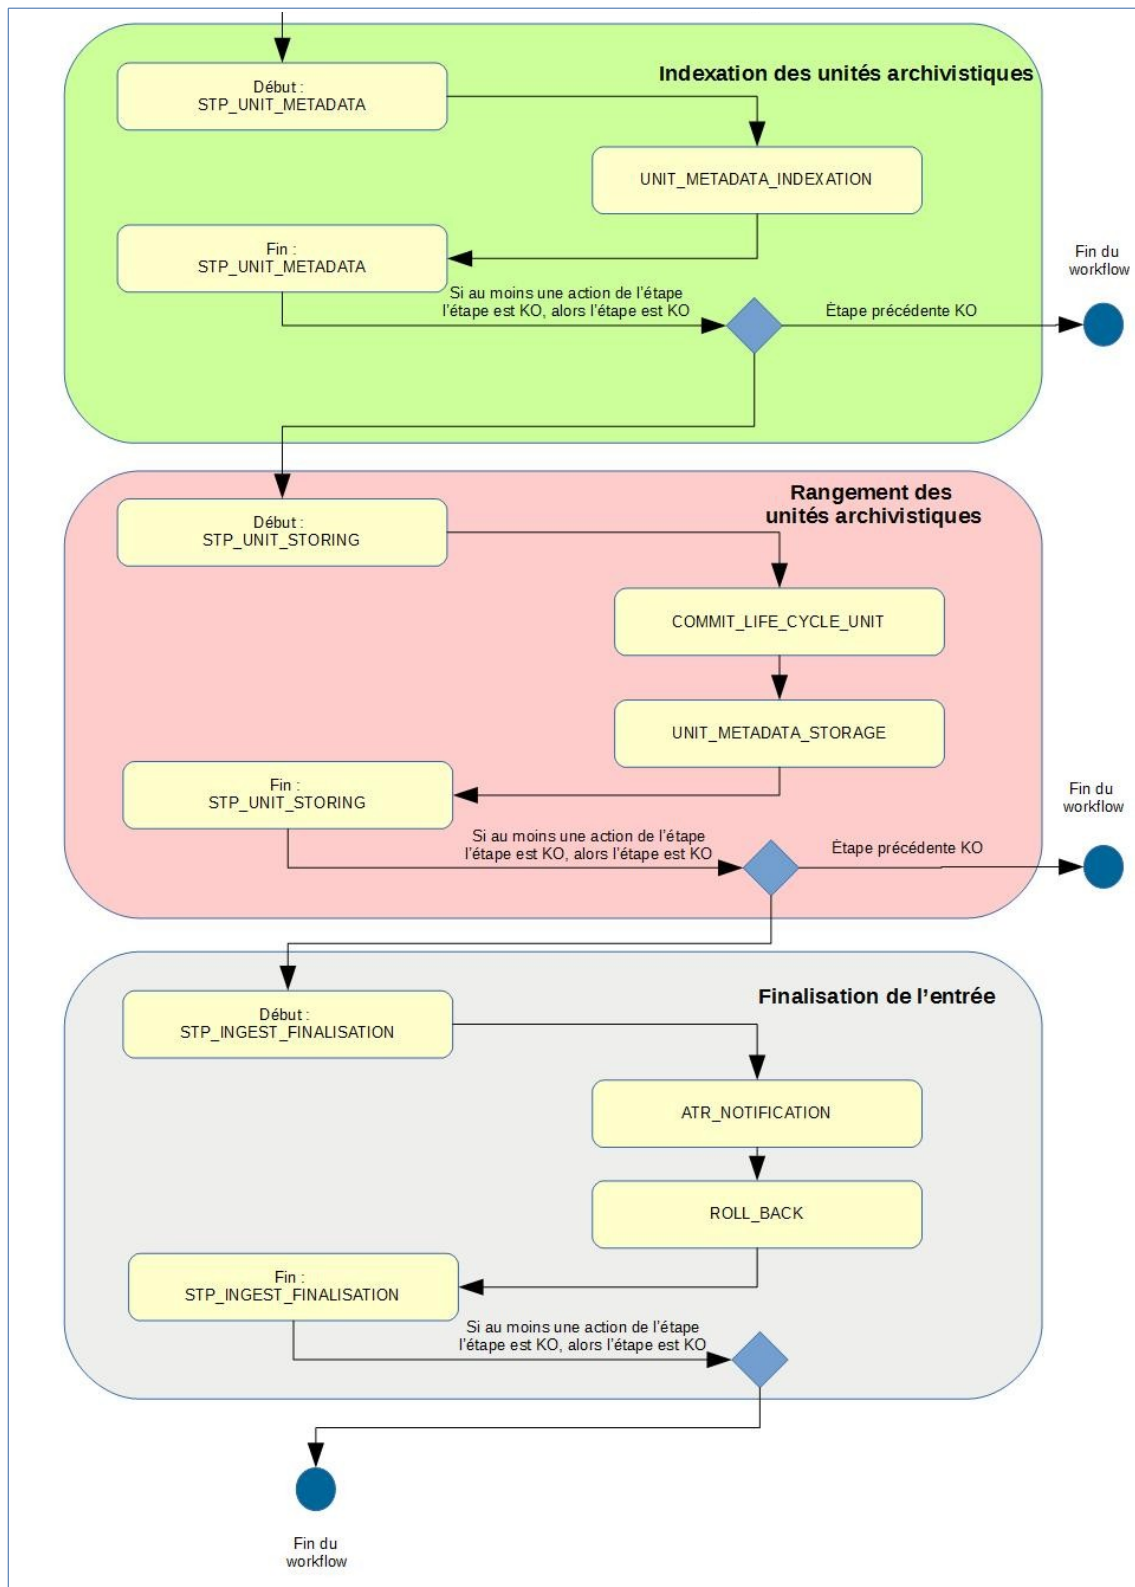 Indexation des unités archivistiques
Début :
STP_UNIT_METADATA
UNIT_METADATA_INDEXATION
Fin :
STP_UNIT_METADATA
Si au moins une action de l'étape
l'étape est KO, alors l'étape est KO
Étape précédente KO
Fin du
workflow
Rangement des
unités archivistiques
Début :
STP_UNIT_STORING
COMMIT_LIFE_CYCLE_UNIT
UNIT_METADATA_STORAGE
Fin :
STP_UNIT_STORING
Si au moins une action de l'étape
l'étape est KO, alors l'étape est KO
Étape précédente KO
Fin du
workflow
Finalisation de l'entrée
Début :
STP_INGEST_FINALISATION
ATR_NOTIFICATION
ROLL_BACK
Fin :
STP_INGEST_FINALISATION
Si au moins une action de l'étape
l'étape est KO, alors l'étape est KO
Fin du
workflow